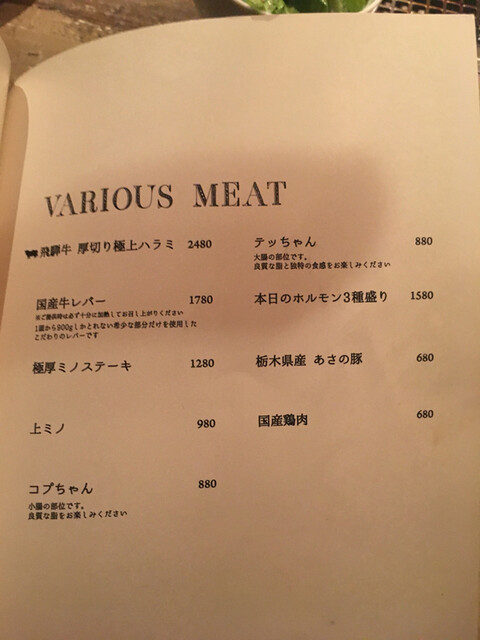 VARIOUS MEAT
飛騨牛 厚切り極上ハラミ 2480
国産牛レバー 1780
※ご提供時は必ず十分に加熱してお召し上がりください
1頭から900gしかとれない希少な部分だけを使用した
こだわりのレバーです
極厚ミノステーキ 1280
上ミノ 980
コプちゃん 880
小腸の部位です。
良質な脂をお楽しみください
テッちゃん 880
大腸の部位です。
良質な脂と独特の食感をお楽しみください
本日のホルモン3種盛り 1580
栃木県産 あさの豚 680
国産鶏肉 680